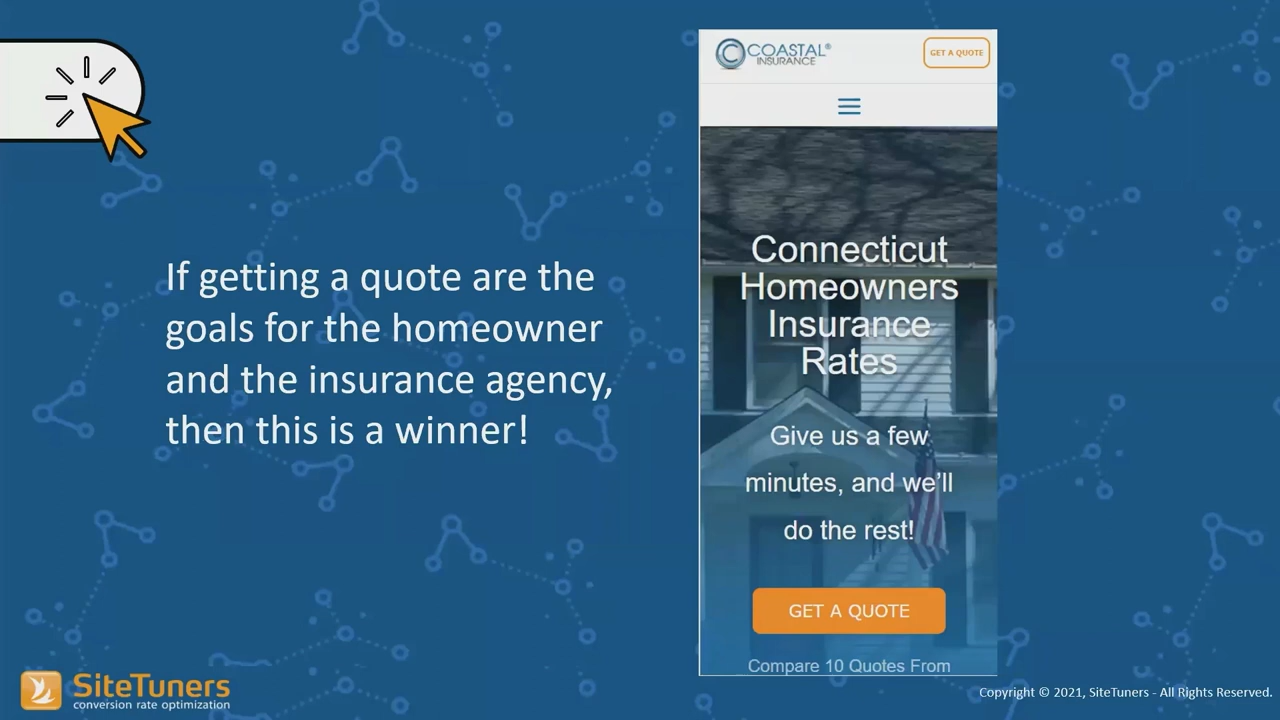 If getting a quote are the
goals for the homeowner
and the insurance agency,
then this is a winner!
COASTAL®
INSURANCE
GET A QUOTE
Connecticut
Homeowners
Insurance
Rates
Give us a few
minutes, and we'll
do the rest!
GET A QUOTE
Compare 10 Quotes From
SiteTuners
conversion rate optimization
Copyright © 2021, SiteTuners - All Rights Reserved.